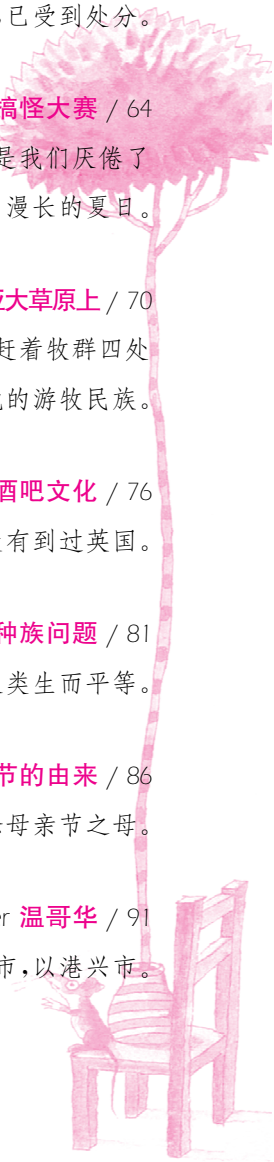 已受到处分。
搞怪大赛 / 64
是我们厌倦了
漫长的夏日。
大草原上 / 70
赶着牧群四处
的游牧民族。
酒吧文化 / 76
有到过英国。
种族问题 / 81
类生而平等。
节的由来 / 86
母亲节之母。
er 温哥华 / 91
市,以港兴市。